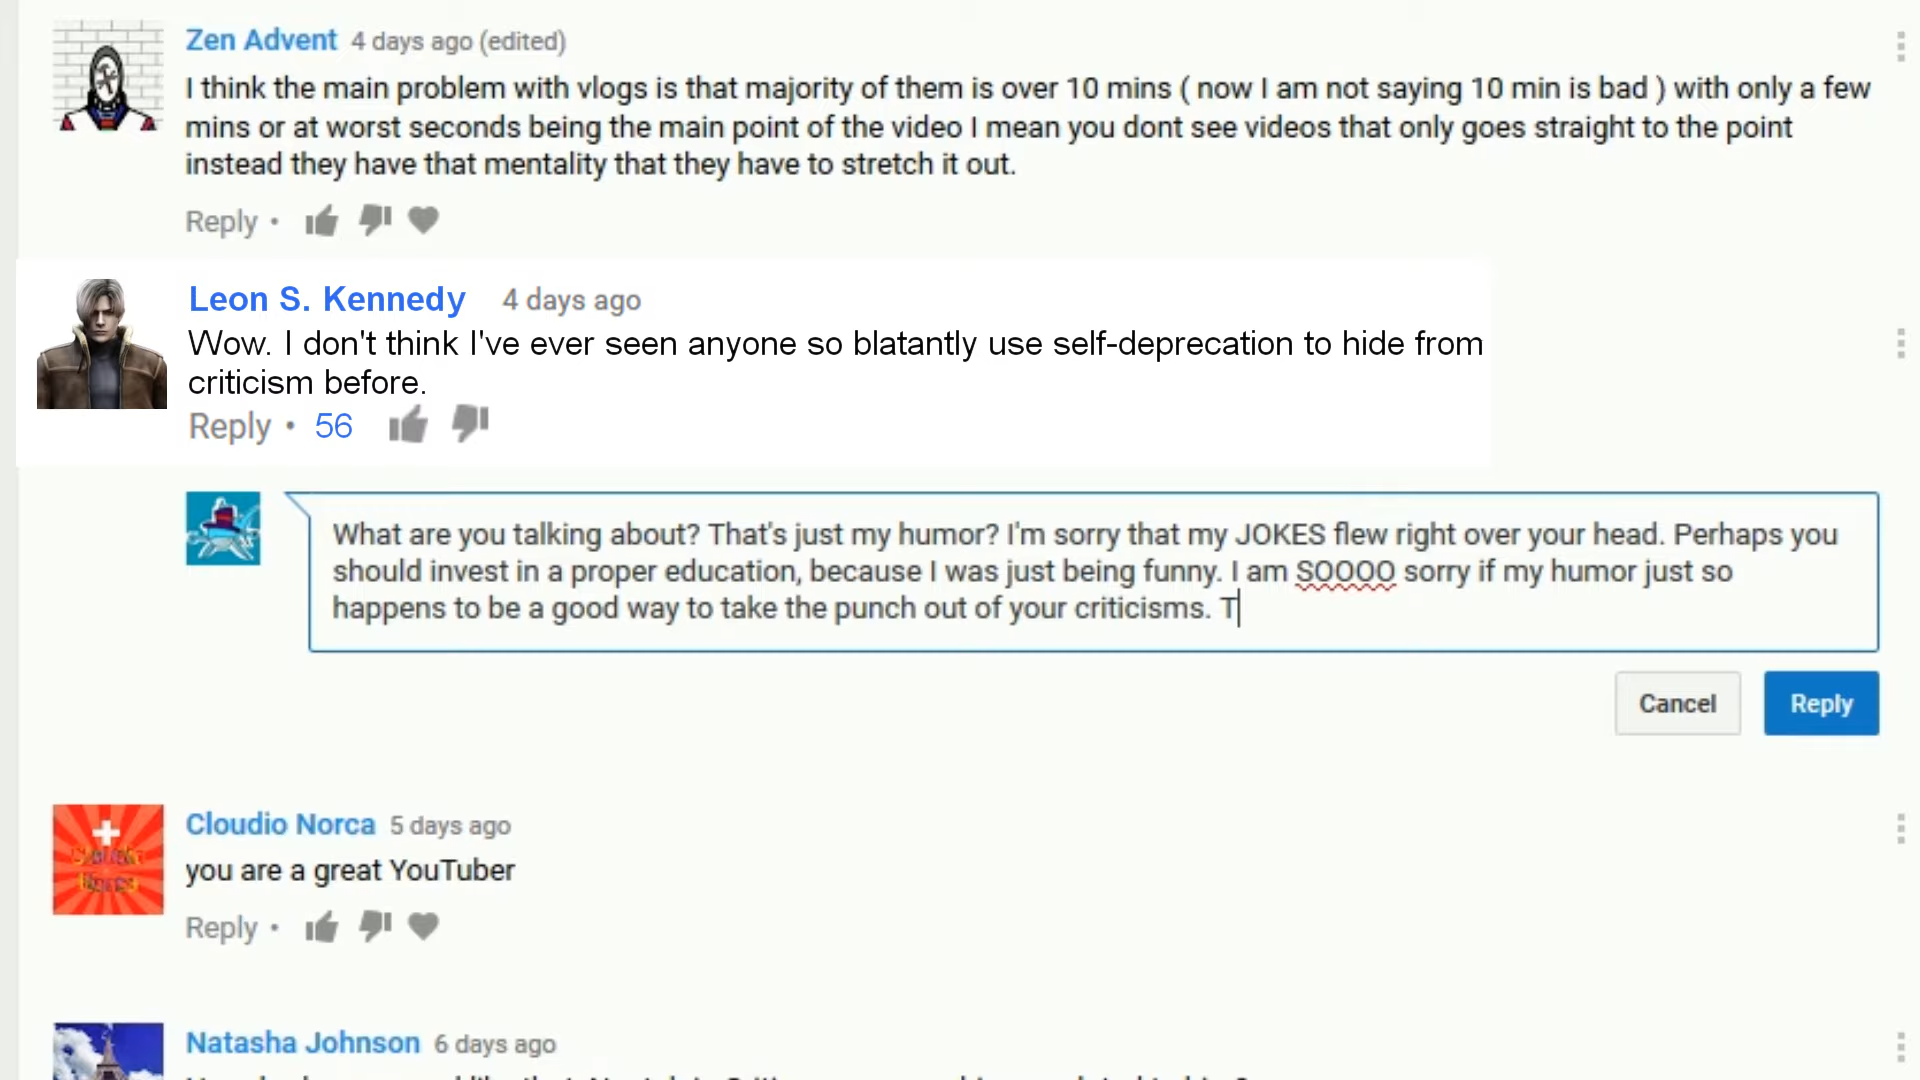 Zen Advent 4 days ago (edited)
I think the main problem with vlogs is that majority of them is over 10 mins ( now I am not saying 10 min is bad ) with only a few
mins or at worst seconds being the main point of the video I mean you dont see videos that only goes straight to the point
instead they have that mentality that they have to stretch it out.
Reply •
Leon S. Kennedy 4 days ago
Wow. I don't think I've ever seen anyone so blatantly use self-deprecation to hide from
criticism before.
Reply • 56
What are you talking about? That's just my humor? I'm sorry that my JOKES flew right over your head. Perhaps you
should invest in a proper education, because I was just being funny. I am SOOOO sorry if my humor just so
happens to be a good way to take the punch out of your criticisms. T
Cancel
Reply
Cloudio Norca 5 days ago
you are a great YouTuber
Reply •
Natasha Johnson 6 days ago